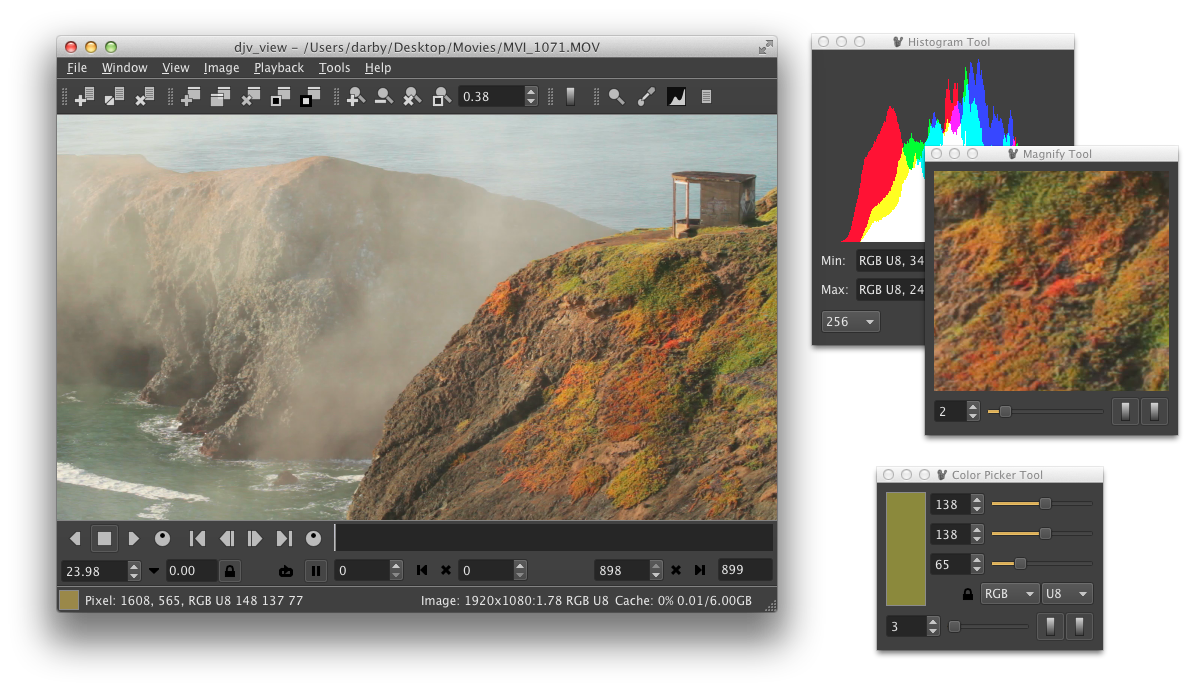 djv_view – /Users/darby/Desktop/Movies/MVI_1071.MOV
File Window View Image Playback Tools Help
0.38
23.98 0.00 0 0 898 899
Pixel: 1608, 565, RGB U8 148 137 77 Image: 1920x1080:1.78 RGB U8 Cache: 0% 0.01/6.00GB
Histogram Tool
Min: RGB U8, 34
Max: RGB U8, 24
256
Magnify Tool
2
Color Picker Tool
138
138
65
RGB U8
3